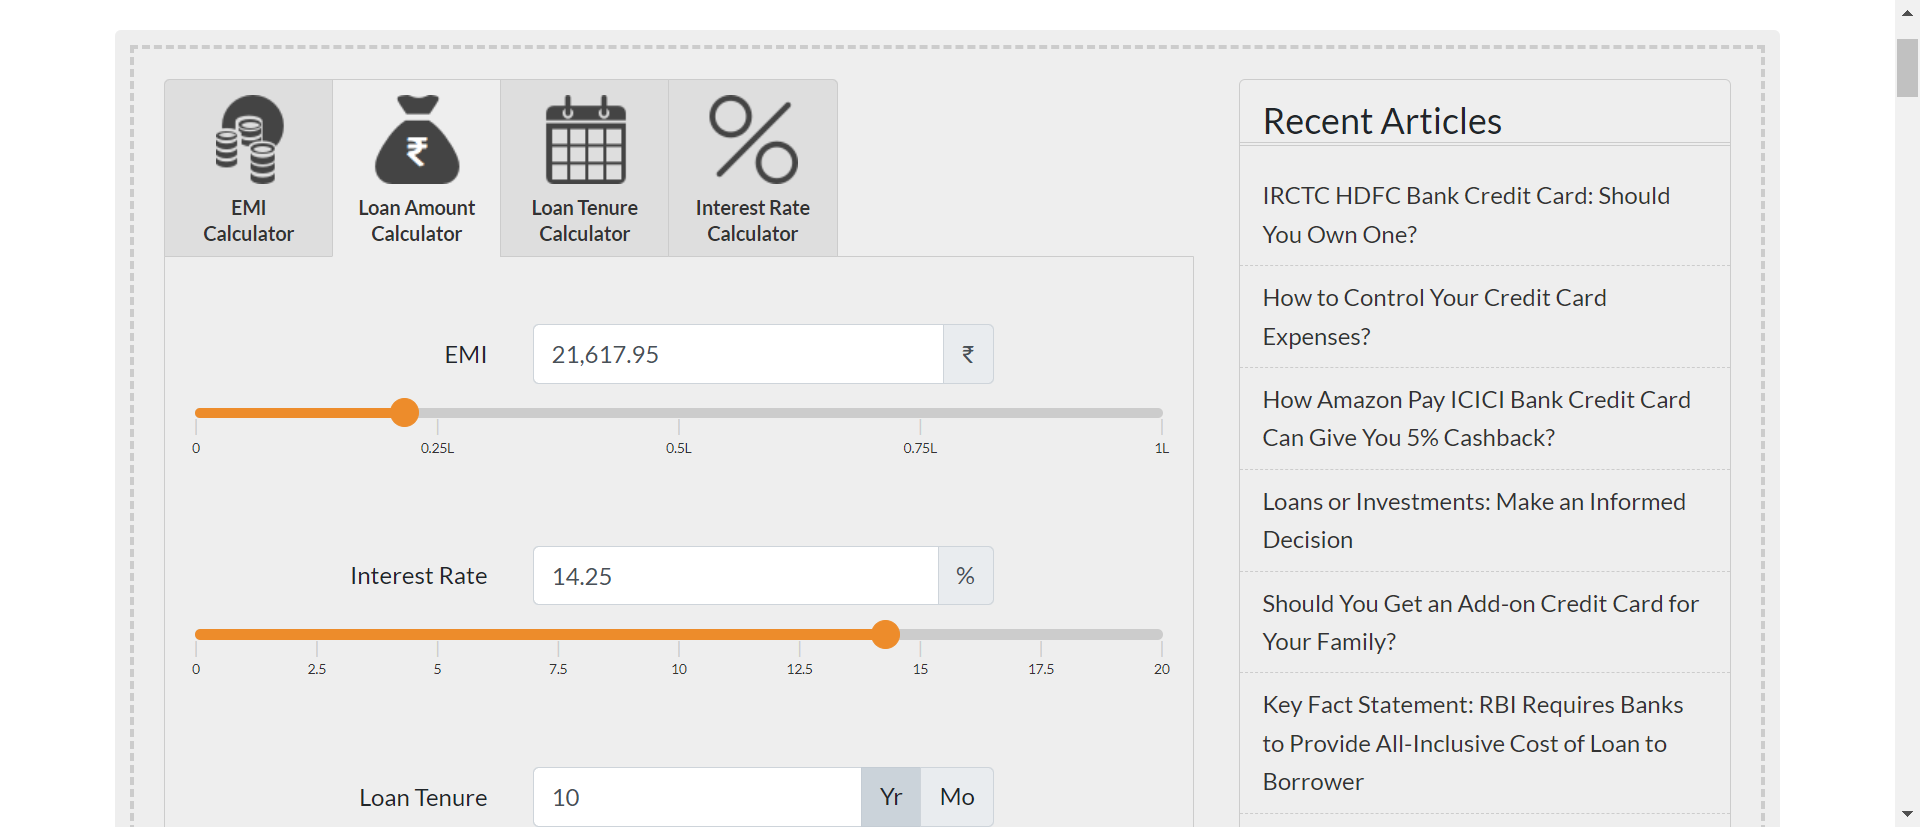 EMI
Calculator
₹
Loan Amount
Calculator
Loan Tenure
Calculator
Interest Rate
Calculator
EMI 21,617.95 ₹
0 0.25L 0.5L 0.75L 1L
Interest Rate 14.25 %
0 2.5 5 7.5 10 12.5 15 17.5 20
Loan Tenure 10 Yr Mo
Recent Articles
IRCTC HDFC Bank Credit Card: Should
You Own One?
How to Control Your Credit Card
Expenses?
How Amazon Pay ICICI Bank Credit Card
Can Give You 5% Cashback?
Loans or Investments: Make an Informed
Decision
Should You Get an Add-on Credit Card for
Your Family?
Key Fact Statement: RBI Requires Banks
to Provide All-Inclusive Cost of Loan to
Borrower